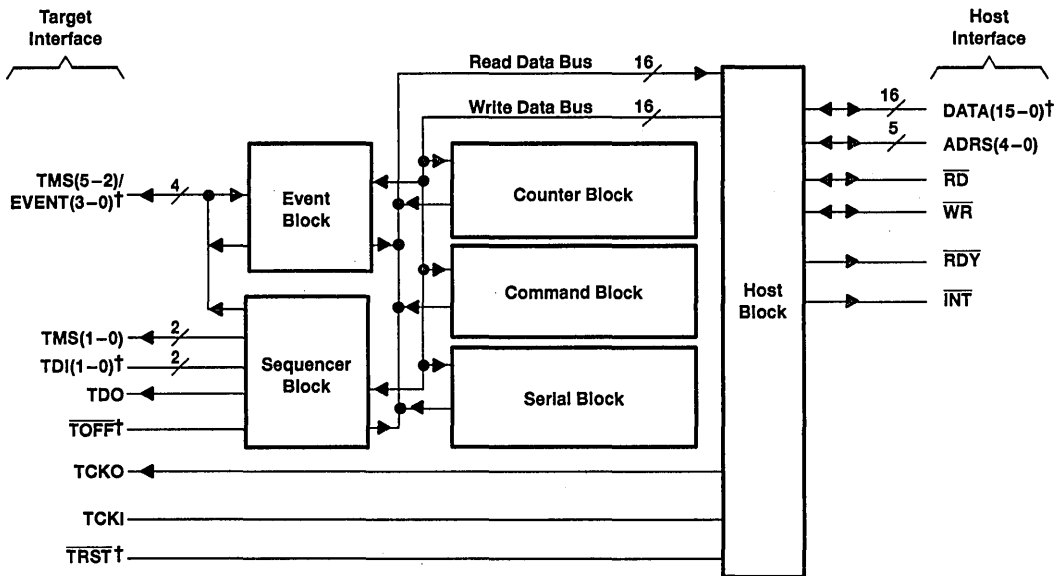 Target
Interface
Host
Interface
Read Data Bus 16
Write Data Bus 16
16
DATA(15–0)†
5
ADRS(4–0)
TMS(5–2)/
EVENT(3–0)†
4
Event
Block
Counter Block
RD
WR
RDY
INT
Command Block
Host
Block
TMS(1–0)
2
TDI(1–0)†
2
TDO
TOFF†
Sequencer
Block
Serial Block
TCKO
TCKI
TRST†